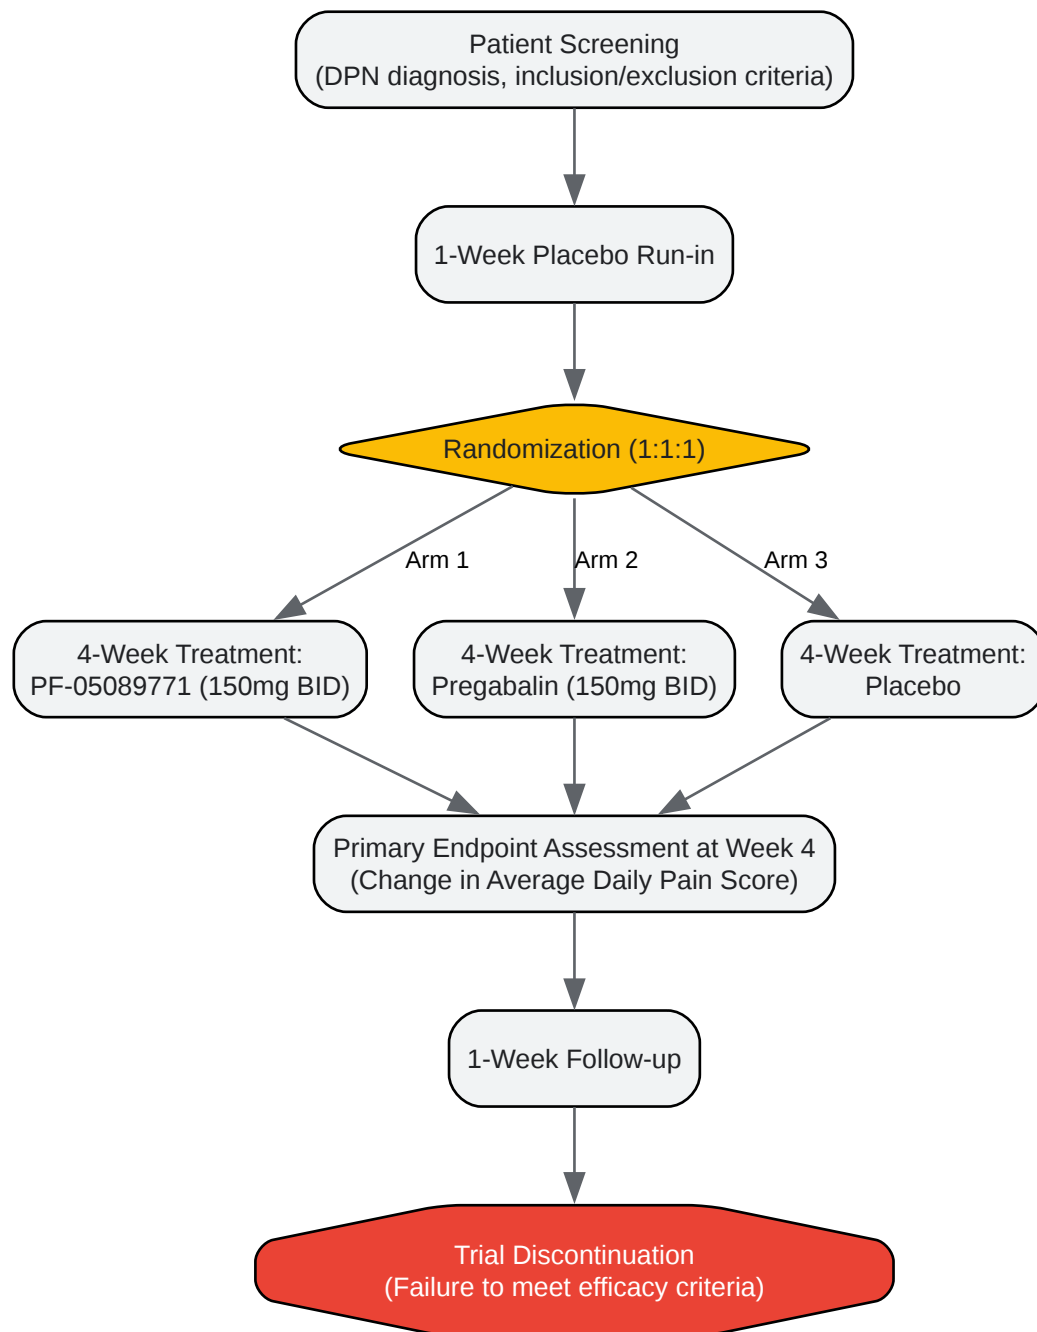 Patient Screening
(DPN diagnosis, inclusion/exclusion criteria)
1-Week Placebo Run-in
Randomization (1:1:1)
Arm 1
Arm 2
Arm 3
4-Week Treatment:
PF-05089771 (150mg BID)
4-Week Treatment:
Pregabalin (150mg BID)
4-Week Treatment:
Placebo
Primary Endpoint Assessment at Week 4
(Change in Average Daily Pain Score)
1-Week Follow-up
Trial Discontinuation
(Failure to meet efficacy criteria)